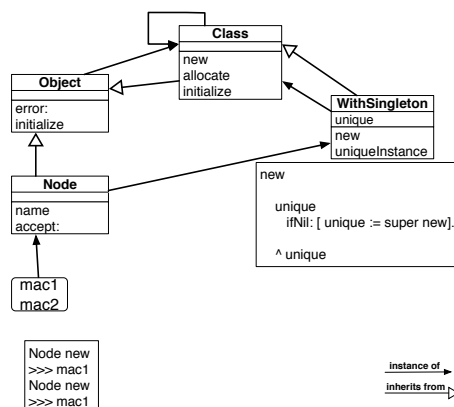 Class
new
allocate
initialize
Object
error:
initialize
WithSingleton
unique
new
uniqueInstance
Node
name
accept:
new
unique
ifNil: [ unique := super new].
^ unique
mac1
mac2
Node new
>>> mac1
Node new
>>> mac1
instance of
inherits from